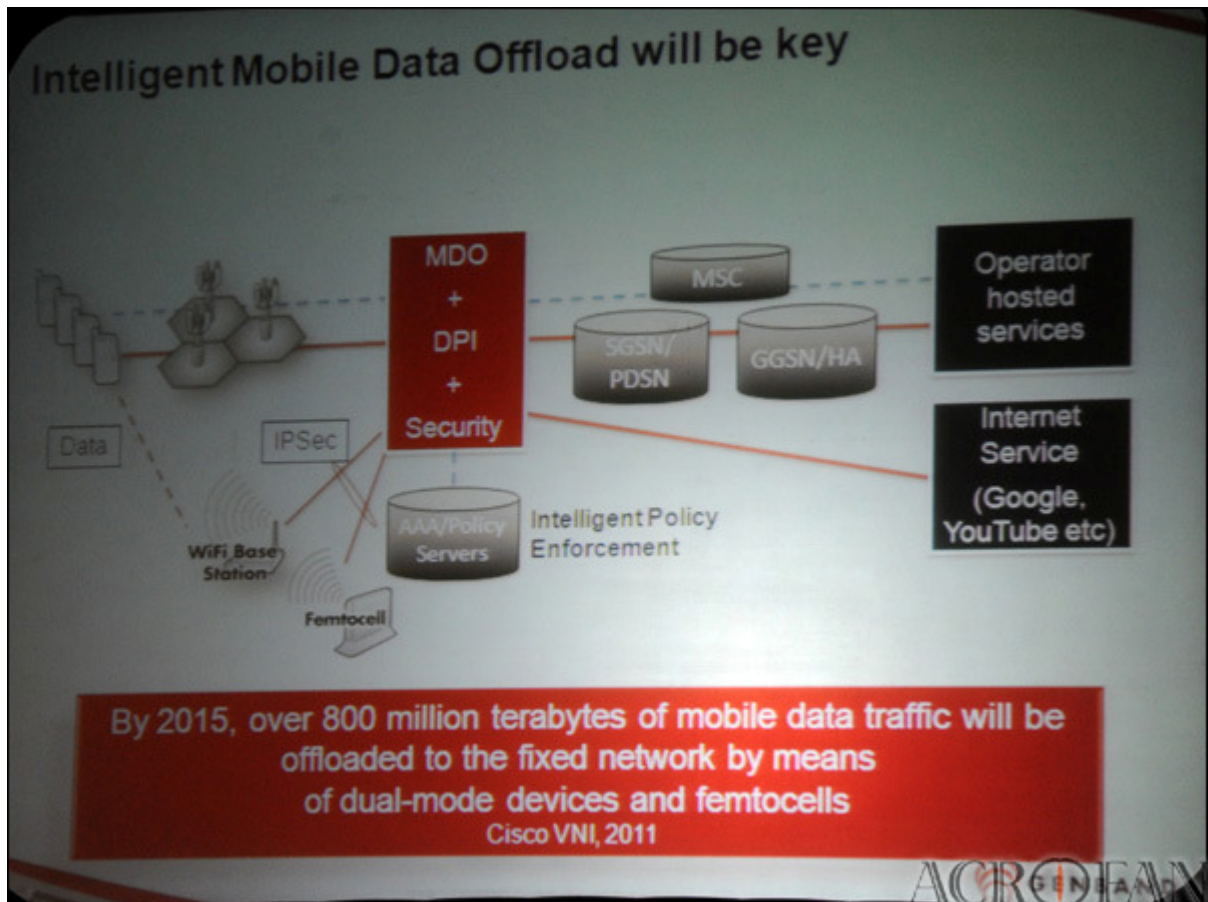 Intelligent Mobile Data Offload will be key
MDO
+
DPI
+
Security
MSC
SGSN/
PDSN
GGSN/HA
Operator
hosted
services
Data
IPSec
Internet
Service
(Google,
YouTube etc)
AAA/Policy
Servers
Intelligent Policy
Enforcement
WiFi Base
Station
Femtocell
By 2015, over 800 million terabytes of mobile data traffic will be
offloaded to the fixed network by means
of dual-mode devices and femtocells
Cisco VNI, 2011
ACROFAN
GENBAND